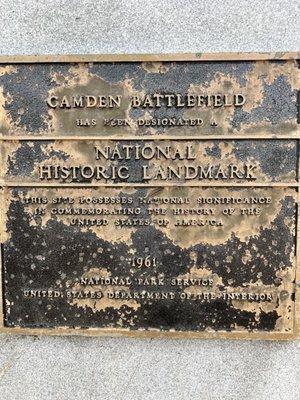 CAMDEN BATTLEFIELD
HAS BEEN DESIGNATED A
NATIONAL
HISTORIC LANDMARK
THIS SITE POSSESSES NATIONAL SIGNIFICANCE
IN COMMEMORATING THE HISTORY OF THE
UNITED STATES OF AMERICA
1961
NATIONAL PARK SERVICE
UNITED STATES DEPARTMENT OF THE INTERIOR